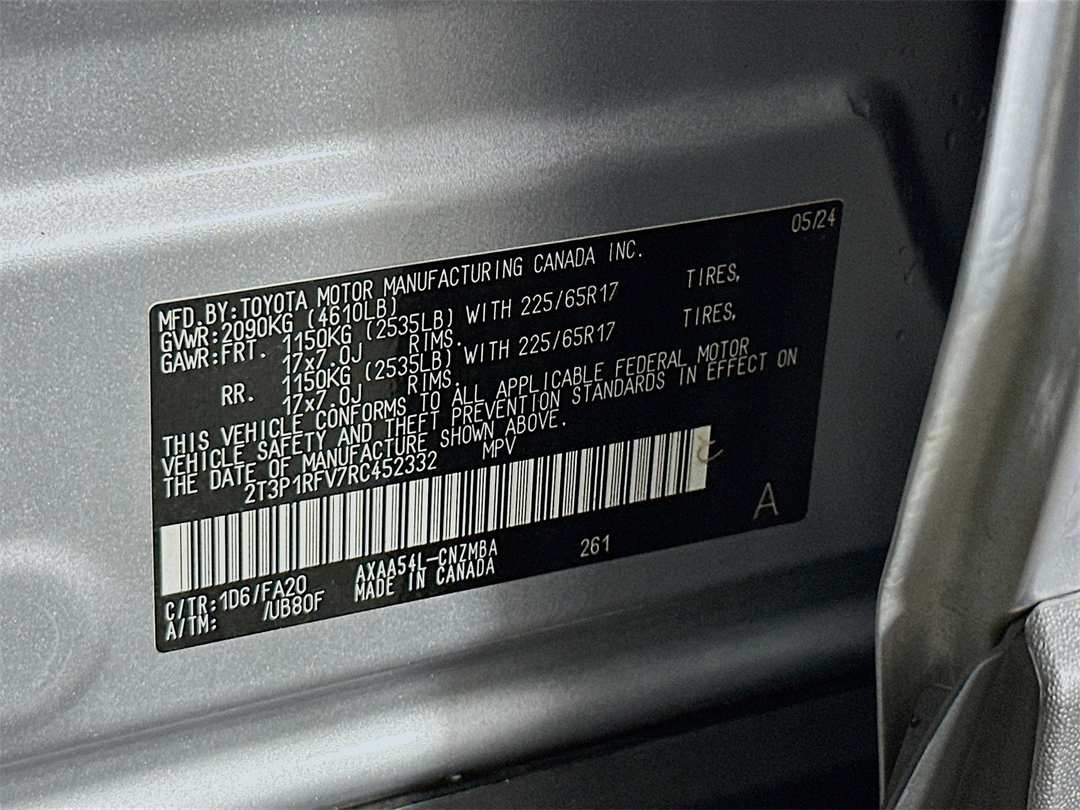 05/24
MFD.BY:TOYOTA MOTOR MANUFACTURING CANADA INC.
GVWR:2090KG (4610LB)
GAWR:FRT. 1150KG (2535LB) WITH 225/65R17 TIRES,
17x7.0J RIMS.
RR. 1150KG (2535LB) WITH 225/65R17 TIRES,
17x7.0J RIMS.
THIS VEHICLE CONFORMS TO ALL APPLICABLE FEDERAL MOTOR
VEHICLE SAFETY AND THEFT PREVENTION STANDARDS IN EFFECT ON
THE DATE OF MANUFACTURE SHOWN ABOVE.
2T3P1RFV7RC452332 MPV
A
C/TR:1D6/FA20 AXAA54L-CNZMBA 261
A/TM: /UB80F MADE IN CANADA